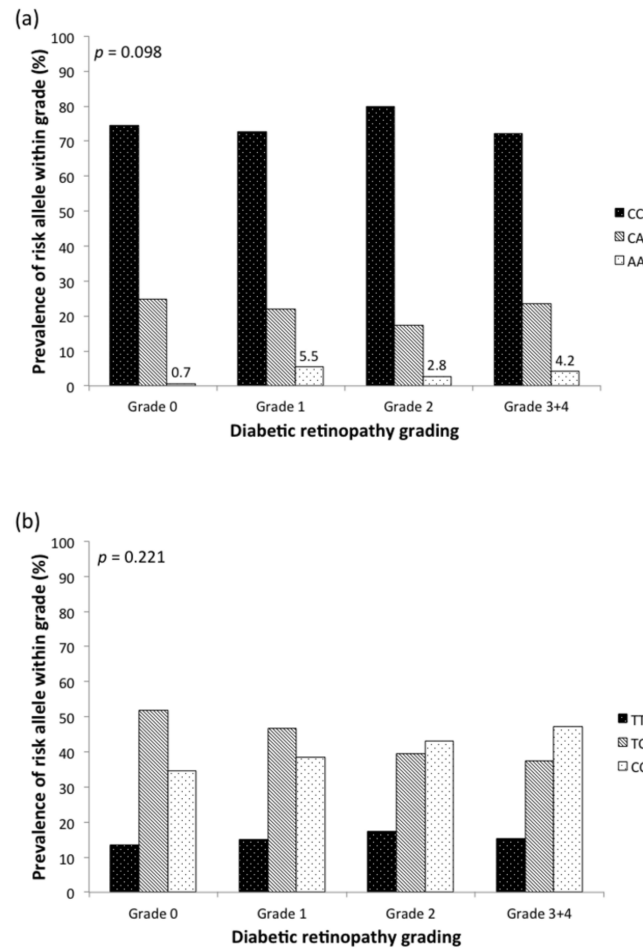 (a)
p = 0.098
Prevalence of risk allele within grade (%)
100
90
80
70
60
50
40
30
20
10
0
0.7
5.5
2.8
4.2
Grade 0
Grade 1
Grade 2
Grade 3+4
Diabetic retinopathy grading
CC
CA
AA
(b)
p = 0.221
Prevalence of risk allele within grade (%)
100
90
80
70
60
50
40
30
20
10
0
Grade 0
Grade 1
Grade 2
Grade 3+4
Diabetic retinopathy grading
TT